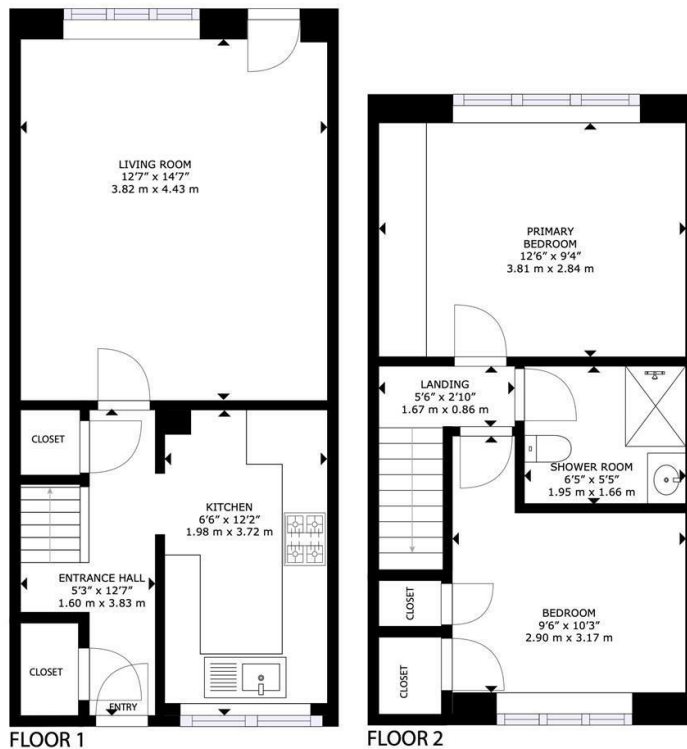 LIVING ROOM
12'7" x 14'7"
3.82 m x 4.43 m
CLOSET
KITCHEN
6'6" x 12'2"
1.98 m x 3.72 m
ENTRANCE HALL
5'3" x 12'7"
1.60 m x 3.83 m
CLOSET
ENTRY
FLOOR 1
PRIMARY
BEDROOM
12'6" x 9'4"
3.81 m x 2.84 m
LANDING
5'6" x 2'10"
1.67 m x 0.86 m
SHOWER ROOM
6'5" x 5'5"
1.95 m x 1.66 m
CLOSET
BEDROOM
9'6" x 10'3"
2.90 m x 3.17 m
CLOSET
FLOOR 2